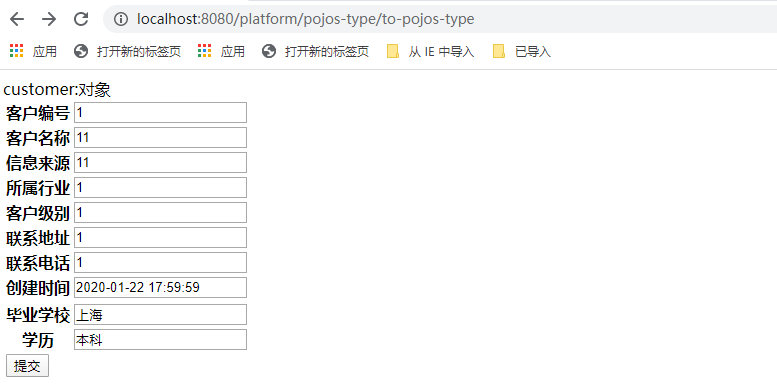 localhost:8080/platform/pojos-type/to-pojos-type
应用 打开新的标签页 应用 打开新的标签页 从 IE 中导入 已导入
customer:对象
客户编号 1
客户名称 11
信息来源 11
所属行业 1
客户级别 1
联系地址 1
联系电话 1
创建时间 2020-01-22 17:59:59
毕业学校 上海
学历 本科
提交